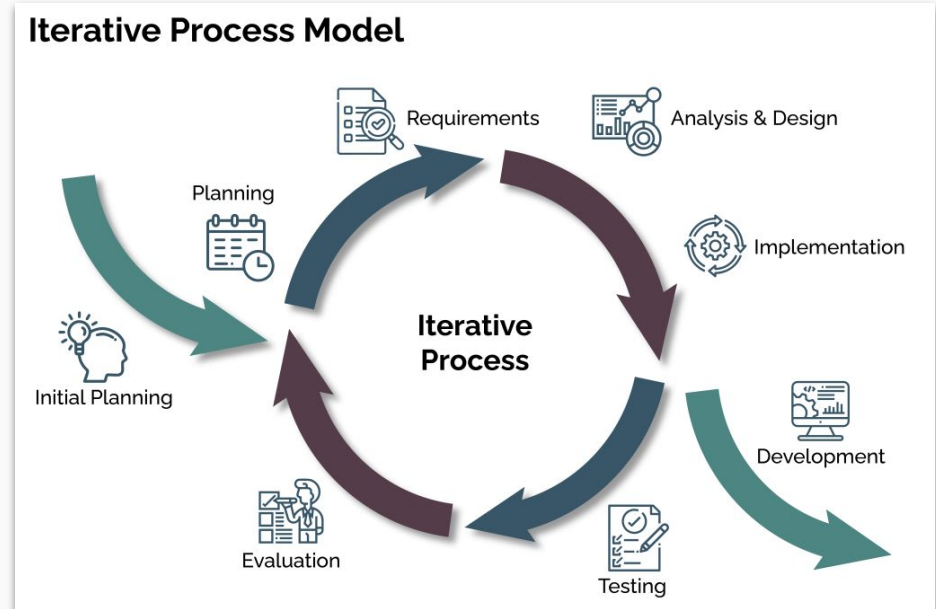 Iterative Process Model
Requirements
Analysis & Design
Planning
Implementation
Iterative
Process
Initial Planning
Development
Evaluation
Testing